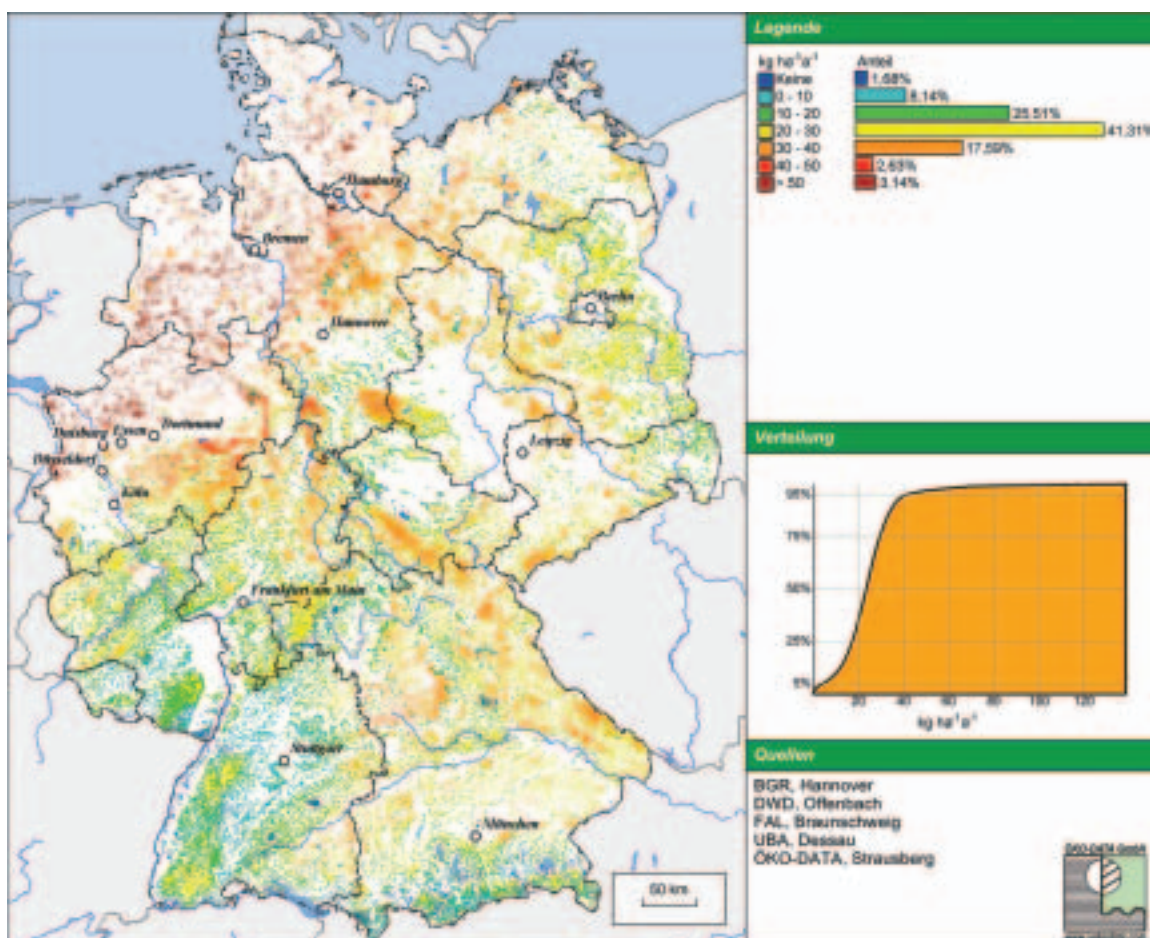 Legende
kg ha⁻¹a⁻¹ Anteil
Keine 1.68%
0 - 10 8.14%
10 - 20 25.51%
20 - 30 41.31%
30 - 40 17.59%
40 - 50 2.63%
> 50 3.14%
Hamburg
Bremen
Berlin
Hannover
Duisburg Essen Dortmund
Düsseldorf
Leipzig
Köln
Frankfurt am Main
Stuttgart
München
50 km
Verteilung
95%
75%
50%
25%
5%
20 40 60 80 100 120
kg ha⁻¹a⁻¹
Quellen
BGR, Hannover
DWD, Offenbach
FAL, Braunschweig
UBA, Dessau
ÖKO-DATA, Strausberg
ÖKO-DATA GmbH